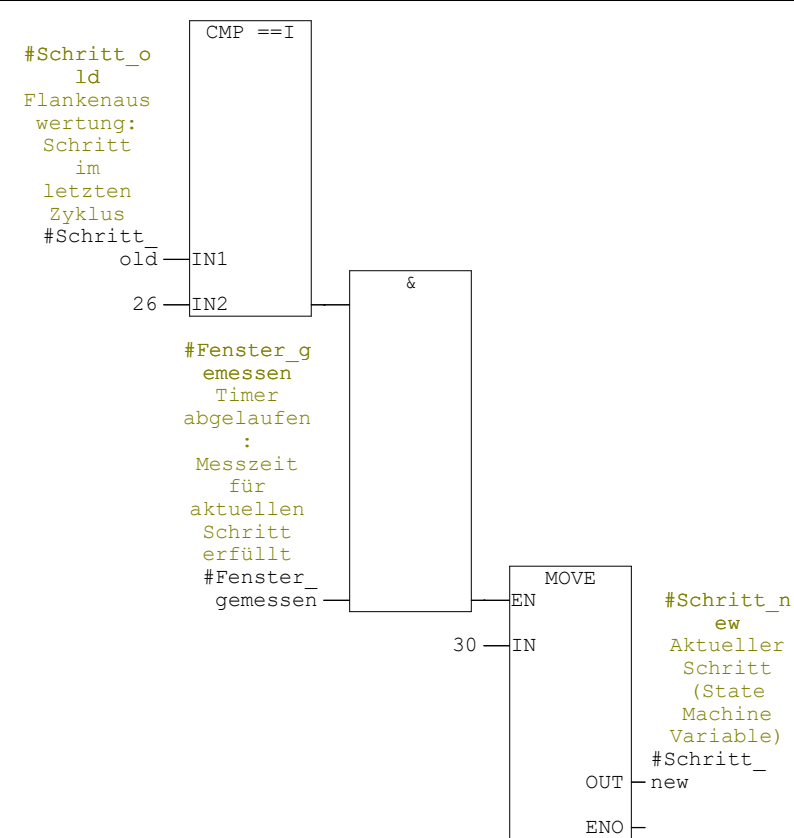 CMP ==I
#Schritt_o
ld
Flankenaus
wertung:
Schritt
im
letzten
Zyklus
#Schritt_
old
IN1
26
IN2
&
#Fenster_g
emessen
Timer
abgelaufen
:
Messzeit
für
aktuellen
Schritt
erfüllt
#Fenster_
gemessen
MOVE
EN
30
IN
#Schritt_n
ew
Aktueller
Schritt
(State
Machine
Variable)
#Schritt_
OUT
new
ENO